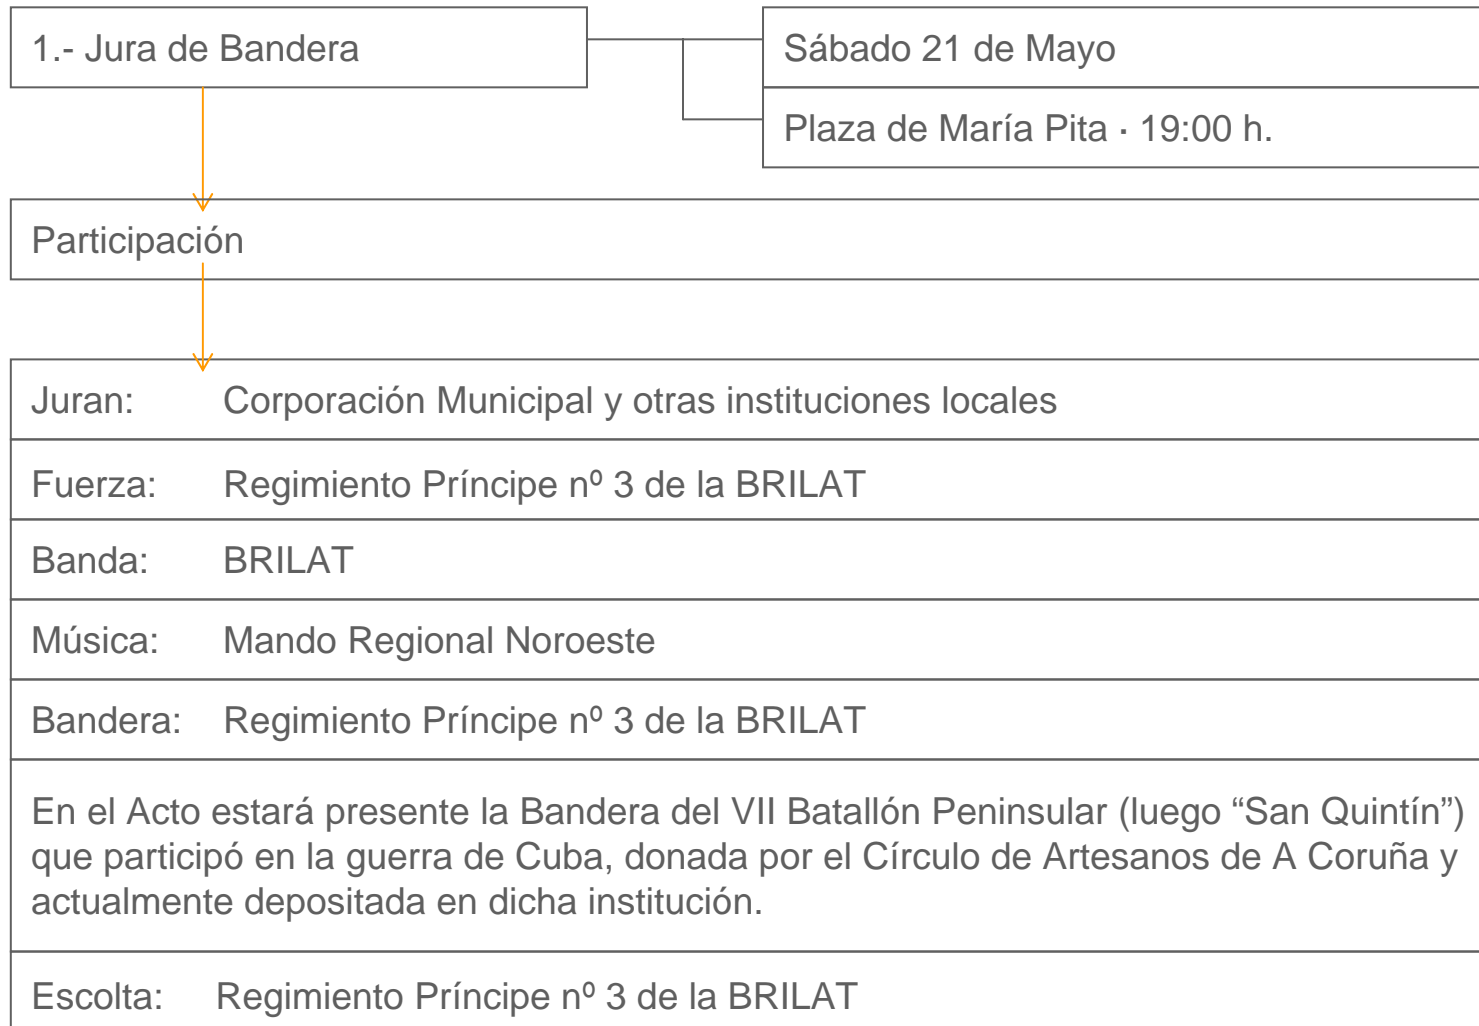 1.- Jura de Bandera
Sábado 21 de Mayo
Plaza de María Pita · 19:00 h.
Participación
Juran: Corporación Municipal y otras instituciones locales
Fuerza: Regimiento Príncipe nº 3 de la BRILAT
Banda: BRILAT
Música: Mando Regional Noroeste
Bandera: Regimiento Príncipe nº 3 de la BRILAT
En el Acto estará presente la Bandera del VII Batallón Peninsular (luego “San Quintín”)
que participó en la guerra de Cuba, donada por el Círculo de Artesanos de A Coruña y
actualmente depositada en dicha institución.
Escolta: Regimiento Príncipe nº 3 de la BRILAT